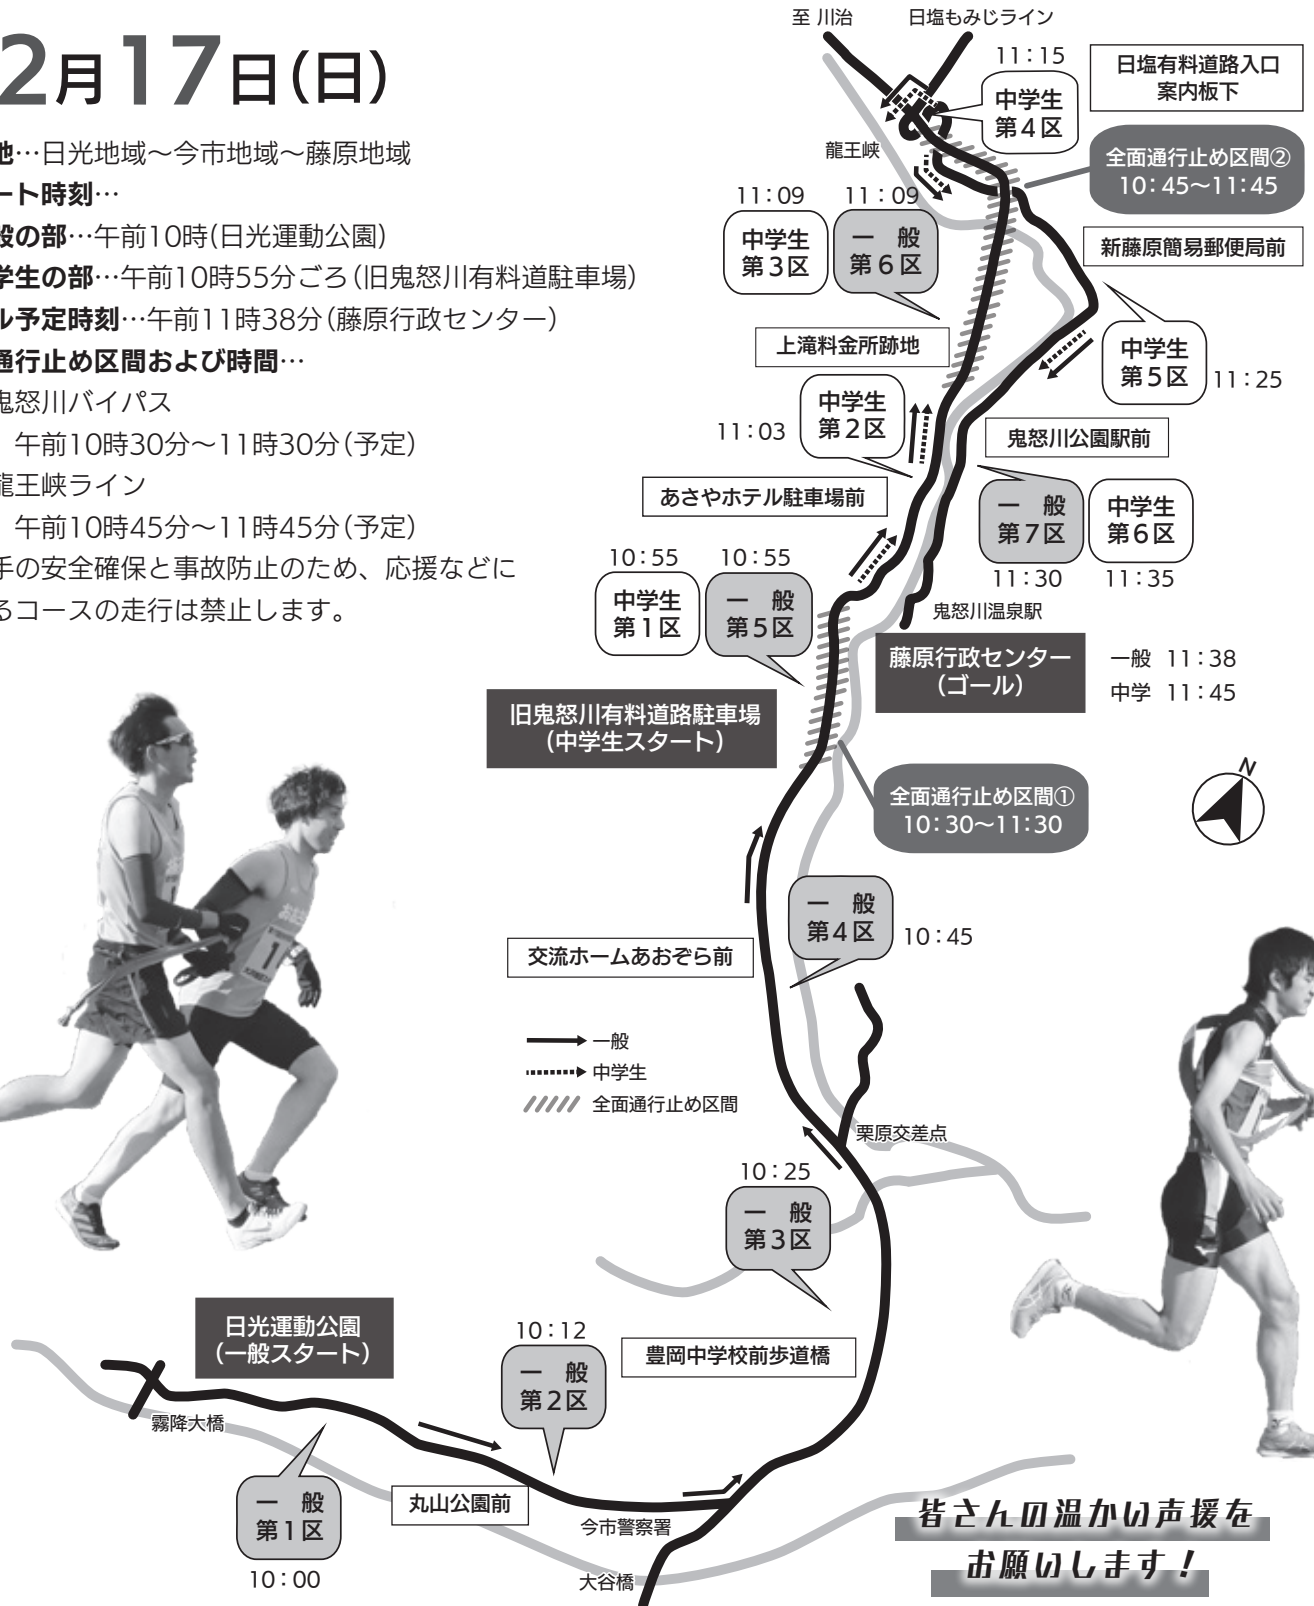 2月17日(日)
地…日光地域～今市地域～藤原地域
ート時刻…
般の部…午前10時(日光運動公園)
学生の部…午前10時55分ごろ(旧鬼怒川有料道駐車場)
ル予定時刻…午前11時38分(藤原行政センター)
通行止め区間および時間…
鬼怒川バイパス
午前10時30分～11時30分(予定)
龍王峡ライン
午前10時45分～11時45分(予定)
手の安全確保と事故防止のため、応援などに
るコースの走行は禁止します。
至 川治
日塩もみじライン
11：15
中学生
第4区
日塩有料道路入口
案内板下
龍王峡
全面通行止め区間②
10：45～11：45
11：09
中学生
第3区
11：09
一 般
第6区
新藤原簡易郵便局前
上滝料金所跡地
中学生
第5区
11：25
中学生
第2区
11：03
鬼怒川公園駅前
あさやホテル駐車場前
一 般
第7区
11：30
中学生
第6区
11：35
10：55
中学生
第1区
10：55
一 般
第5区
鬼怒川温泉駅
藤原行政センター
(ゴール)
一般 11：38
中学 11：45
旧鬼怒川有料道路駐車場
(中学生スタート)
全面通行止め区間①
10：30～11：30
N
一 般
第4区
10：45
交流ホームあおぞら前
一般
中学生
全面通行止め区間
栗原交差点
10：25
一 般
第3区
日光運動公園
(一般スタート)
10：12
一 般
第2区
豊岡中学校前歩道橋
霧降大橋
一 般
第1区
10：00
丸山公園前
今市警察署
大谷橋
皆さんの温かい声援を
お願いします！